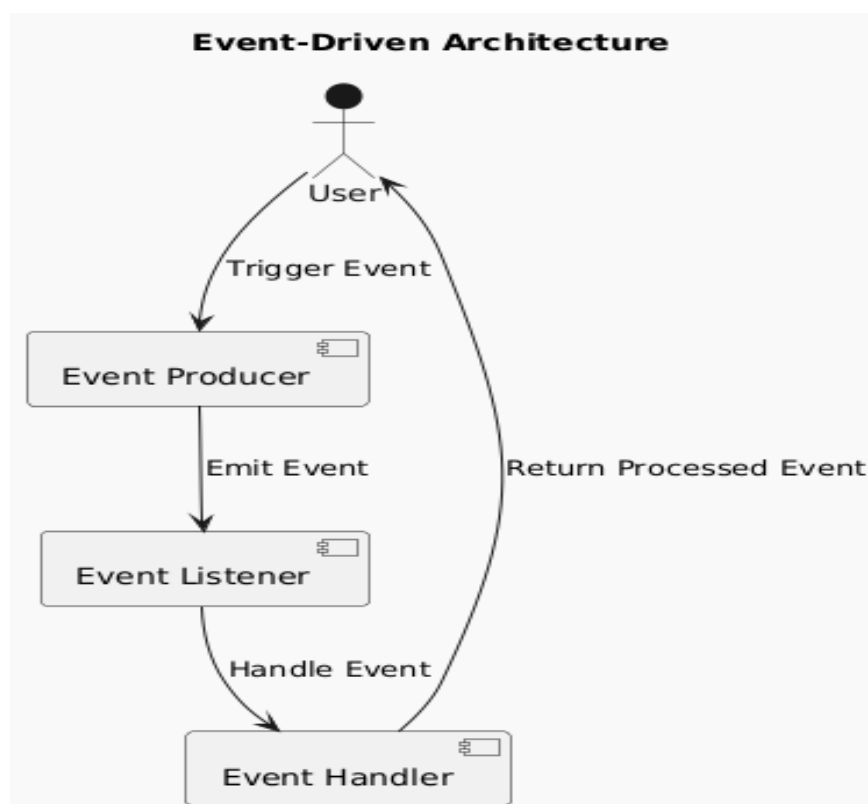 Event-Driven Architecture
User
Trigger Event
Event Producer
Emit Event
Return Processed Event
Event Listener
Handle Event
Event Handler